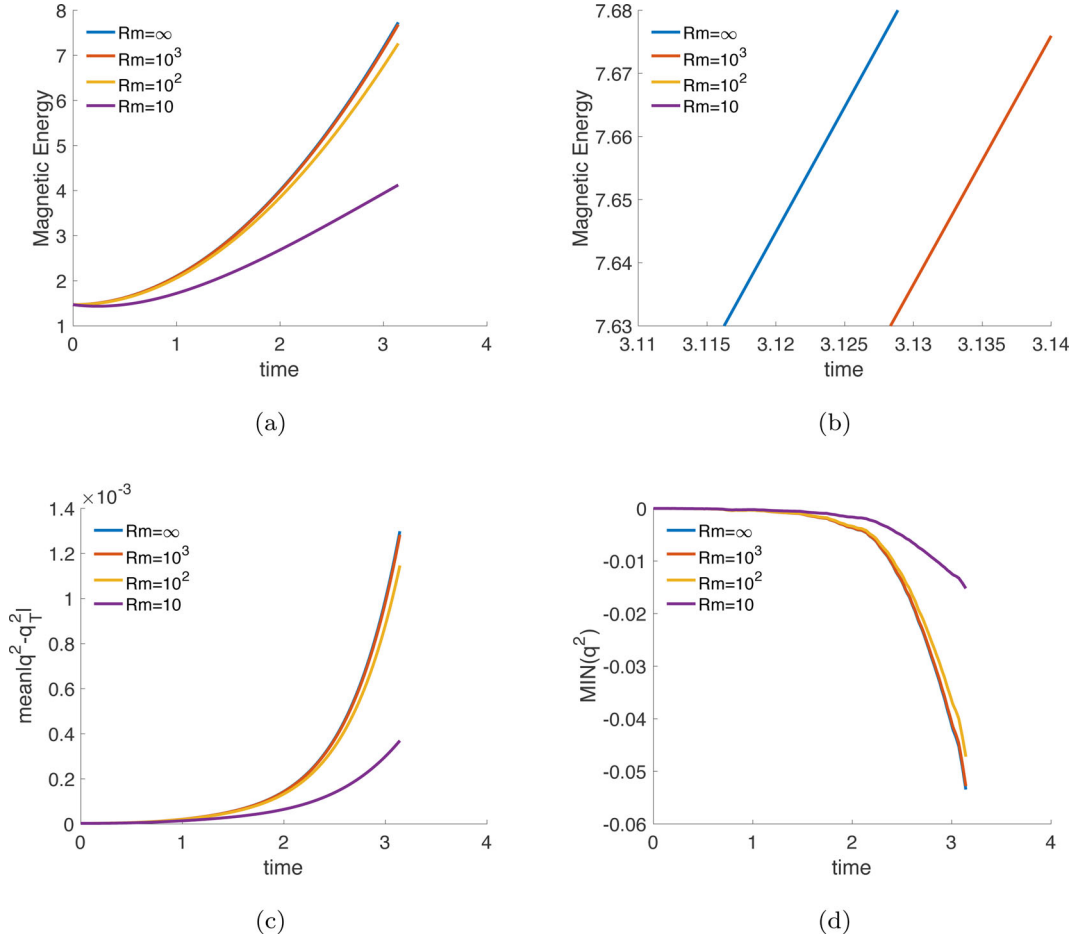 8
7
6
5
4
3
2
1
Magnetic Energy
Rm=∞
Rm=10³
Rm=10²
Rm=10
0 1 2 3 4
time
(a)
7.68
7.67
7.66
7.65
7.64
7.63
Magnetic Energy
Rm=∞
Rm=10³
Rm=10²
Rm=10
3.11 3.115 3.12 3.125 3.13 3.135 3.14
time
(b)
×10⁻³
1.4
1.2
1
0.8
0.6
0.4
0.2
0
mean|q²-q_T²|
Rm=∞
Rm=10³
Rm=10²
Rm=10
0 1 2 3 4
time
(c)
0
-0.01
-0.02
-0.03
-0.04
-0.05
-0.06
MIN(q²)
Rm=∞
Rm=10³
Rm=10²
Rm=10
0 1 2 3 4
time
(d)